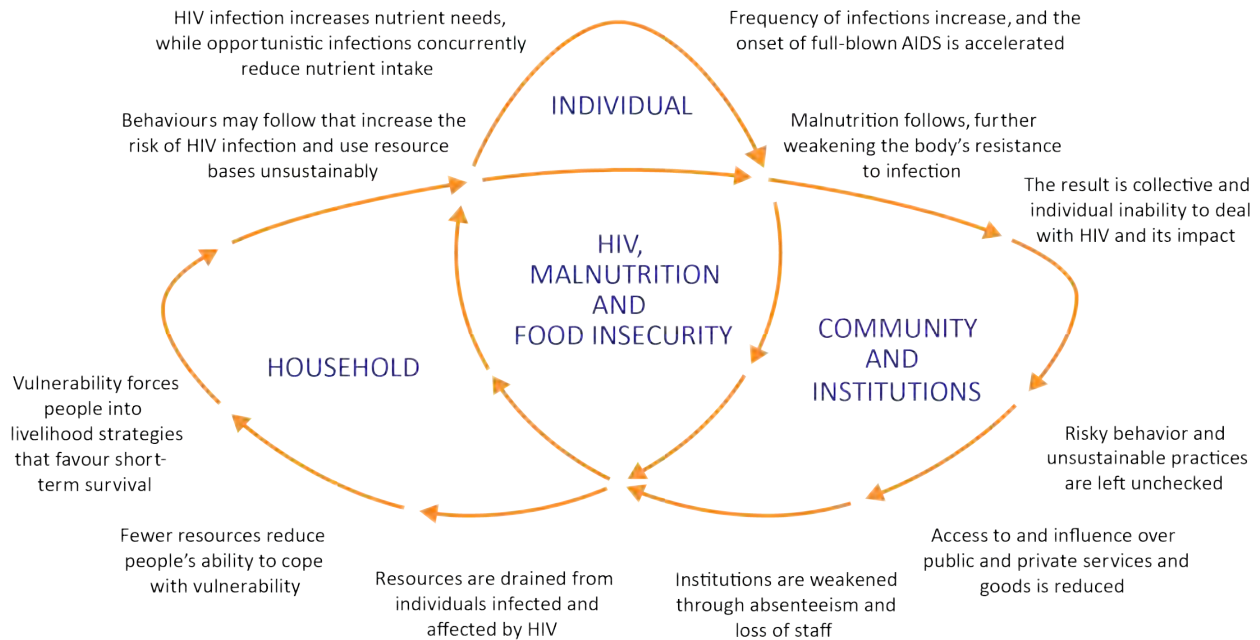 HIV infection increases nutrient needs,
while opportunistic infections concurrently
reduce nutrient intake
Frequency of infections increase, and the
onset of full-blown AIDS is accelerated
INDIVIDUAL
Behaviours may follow that increase the
risk of HIV infection and use resource
bases unsustainably
Malnutrition follows, further
weakening the body's resistance
to infection
The result is collective and
individual inability to deal
with HIV and its impact
HIV,
MALNUTRITION
AND
FOOD INSECURITY
COMMUNITY
AND
INSTITUTIONS
HOUSEHOLD
Vulnerability forces
people into
livelihood strategies
that favour short-
term survival
Risky behavior and
unsustainable practices
are left unchecked
Fewer resources reduce
people's ability to cope
with vulnerability
Resources are drained from
individuals infected and
affected by HIV
Institutions are weakened
through absenteeism and
loss of staff
Access to and influence over
public and private services and
goods is reduced